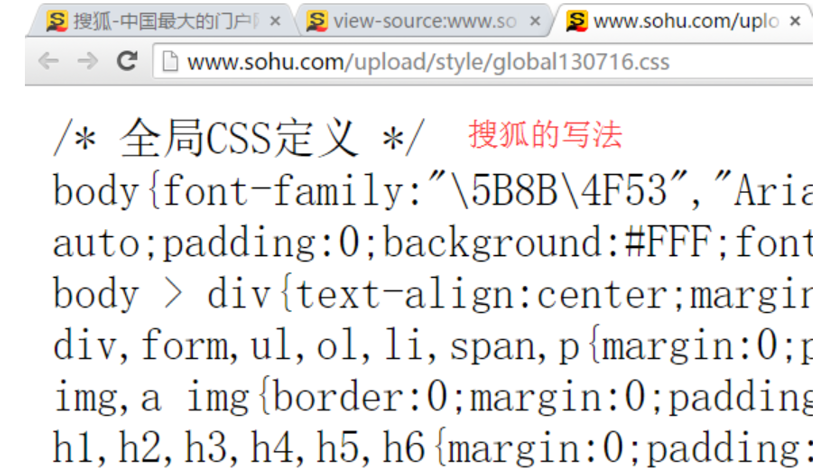 搜狐-中国最大的门户 view-source:www.so www.sohu.com/uplo
www.sohu.com/upload/style/global130716.css
/* 全局CSS定义 */ 搜狐的写法
body{font-family:"\5B8B\4F53","Aria
auto;padding:0;background:#FFF;font
body > div{text-align:center;margin
div,form,ul,ol,li,span,p{margin:0;p
img,a img{border:0;margin:0;padding
h1,h2,h3,h4,h5,h6{margin:0;padding: